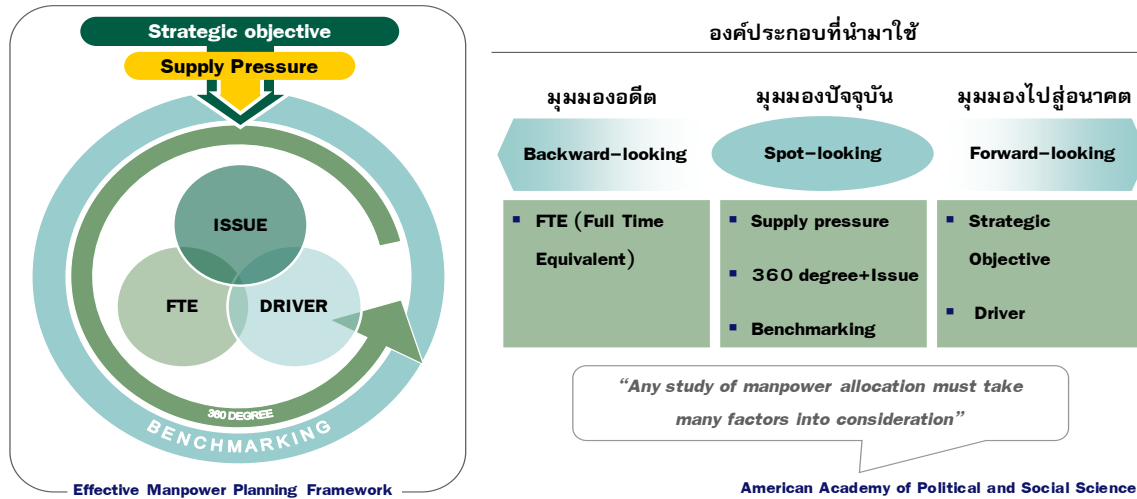 Strategic objective
Supply Pressure
ISSUE
FTE
DRIVER
360 DEGREE
BENCHMARKING
Effective Manpower Planning Framework
องค์ประกอบที่นำมาใช้
มุมมองอดีต
มุมมองปัจจุบัน
มุมมองไปสู่อนาคต
Backward-looking
Spot-looking
Forward-looking
▪ FTE (Full Time
Equivalent)
▪ Supply pressure
▪ 360 degree+Issue
▪ Benchmarking
▪ Strategic
Objective
▪ Driver
“Any study of manpower allocation must take
many factors into consideration”
American Academy of Political and Social Science